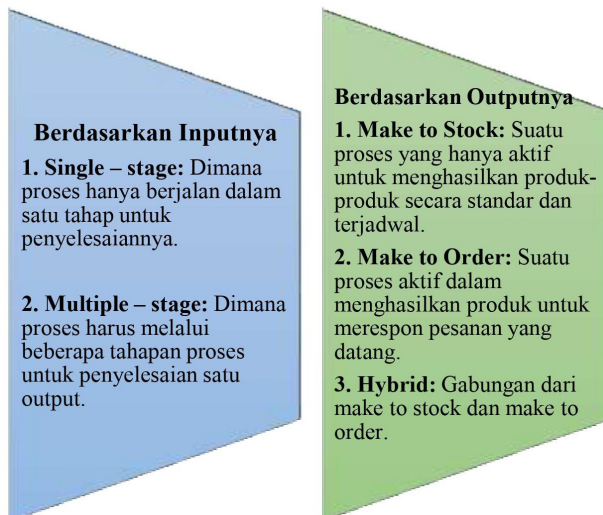 Berdasarkan Inputnya
1. Single – stage: Dimana
proses hanya berjalan dalam
satu tahap untuk
penyelesaiannya.
2. Multiple – stage: Dimana
proses harus melalui
beberapa tahapan proses
untuk penyelesaian satu
output.
Berdasarkan Outputnya
1. Make to Stock: Suatu
proses yang hanya aktif
untuk menghasilkan produk-
produk secara standar dan
terjadwal.
2. Make to Order: Suatu
proses aktif dalam
menghasilkan produk untuk
merespon pesanan yang
datang.
3. Hybrid: Gabungan dari
make to stock dan make to
order.